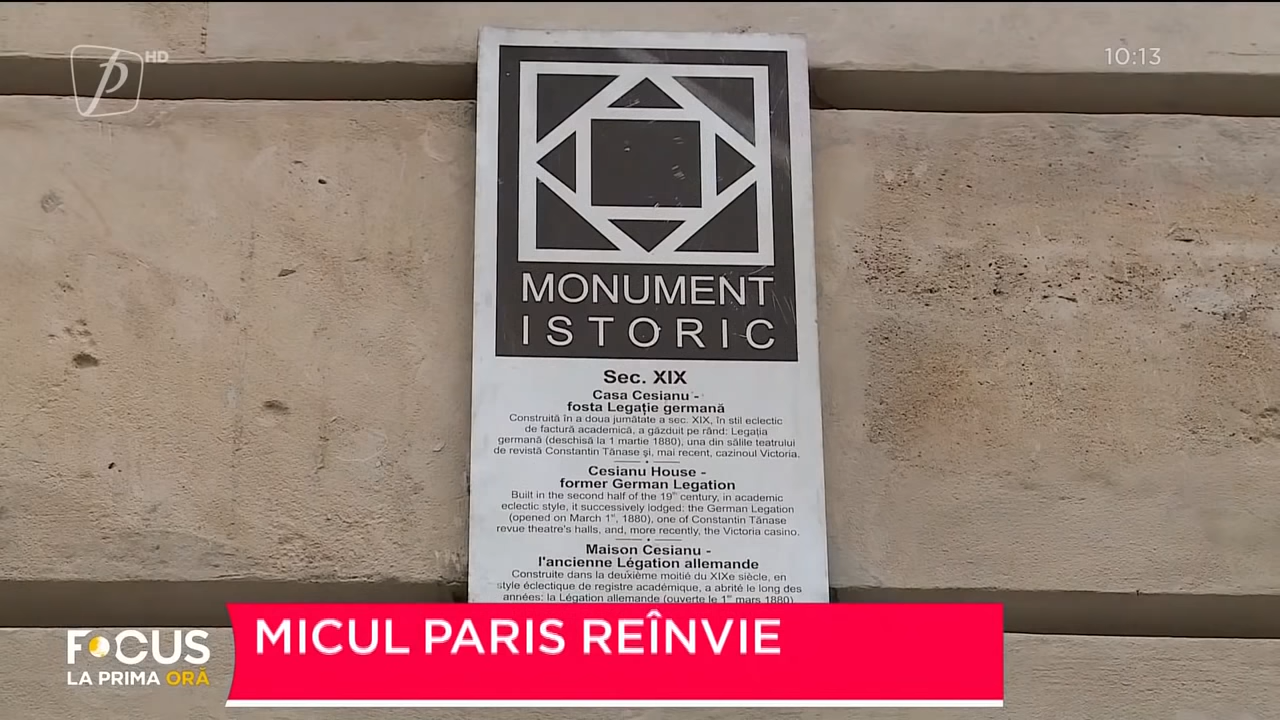 HD
10:13
MONUMENT
ISTORIC
Sec. XIX
Casa Cesianu -
fosta Legație germană
Construită în a doua jumătate a sec. XIX, în stil eclectic
de factură academică, a găzduit pe rând: Legația
germană (deschisă la 1 martie 1880), una din sălile teatrului
de revistă Constantin Tănase și, mai recent, cazinoul Victoria.
Cesianu House -
former German Legation
Built in the second half of the 19th century, in academic
eclectic style, it successively lodged: the German Legation
(opened on March 1st, 1880), one of Constantin Tănase
revue theatre's halls, and, more recently, the Victoria casino.
Maison Cesianu -
l'ancienne Légation allemande
Construite dans la deuxième moitié du XIXe siècle, en
style éclectique de registre académique, a abrité le long des
années: la Légation allemande (ouverte le 1er mars 1880)
MICUL PARIS REÎNVIE
FOCUS
LA PRIMA ORĂ